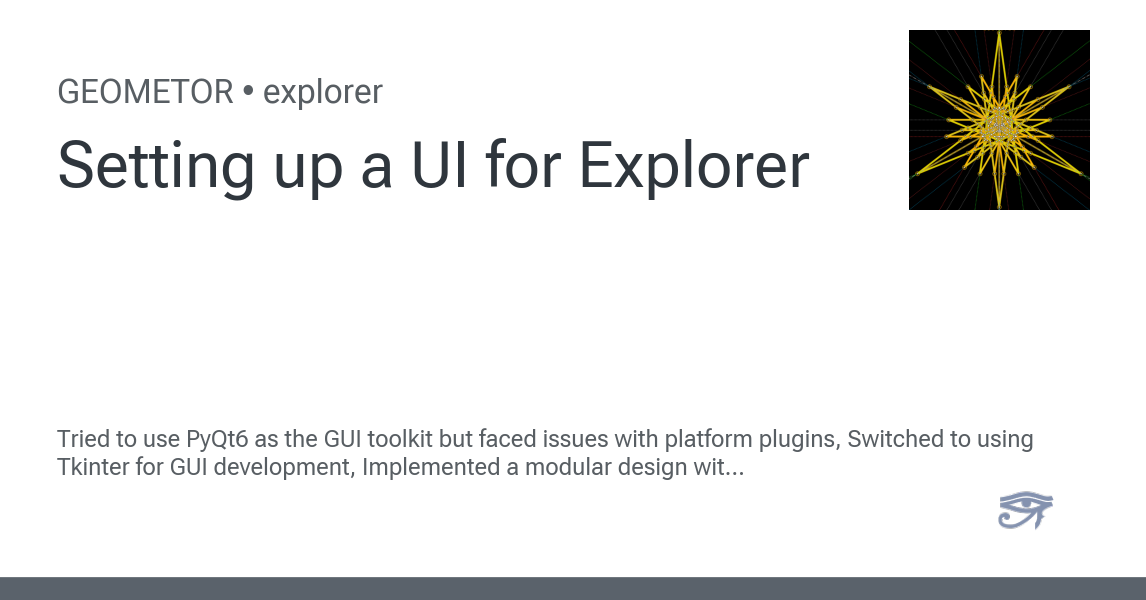 GEOMETOR • explorer
Setting up a UI for Explorer
Tried to use PyQt6 as the GUI toolkit but faced issues with platform plugins, Switched to using
Tkinter for GUI development, Implemented a modular design wit...